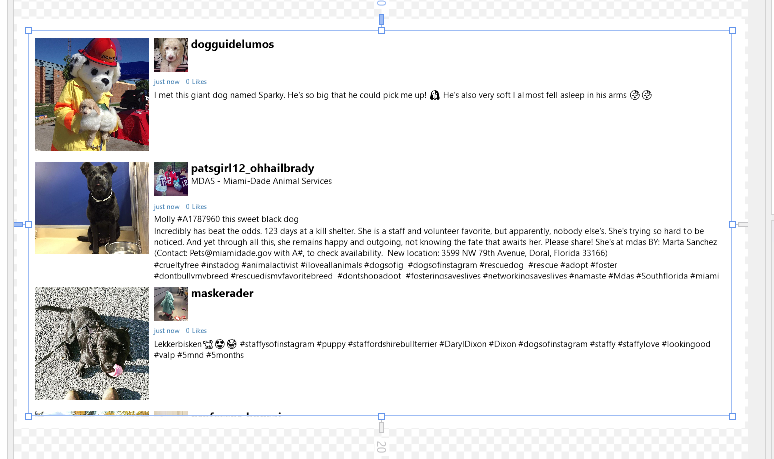 0
dogguidelumos
just now 0 Likes
I met this giant dog named Sparky. He's so big that he could pick me up! He's also very soft I almost fell asleep in his arms
patsgirl12_ohhailbrady
MDAS - Miami-Dade Animal Services
just now 0 Likes
Molly #A1787960 this sweet black dog
Incredibly has beat the odds. 123 days at a kill shelter. She is a staff and volunteer favorite, but apparently, nobody else's. She's trying so hard to be
noticed. And yet through all this, she remains happy and outgoing, not knowing the fate that awaits her. Please share! She's at mdas BY: Marta Sanchez
(Contact: Pets@miamidade.gov with A#, to check availability. New location: 3599 NW 79th Avenue, Doral, Florida 33166)
#crueltyfree #instadog #animalactivist #iloveallanimals #dogsofig #dogsofinstagram #rescuedog #rescue #adopt #foster
#dontbullymybreed #rescuedismyfavoritebreed #dontshopadopt #fosteringsaveslives #networkingsaveslives #namaste #Mdas #Southflorida #miami
maskerader
just now 0 Likes
Lekkerbisken #staffysofinstagram #puppy #staffordshirebullterrier #DarylDixon #Dixon #dogsofinstagram #staffy #staffylove #lookingood
#valp #5mnd #5months
20